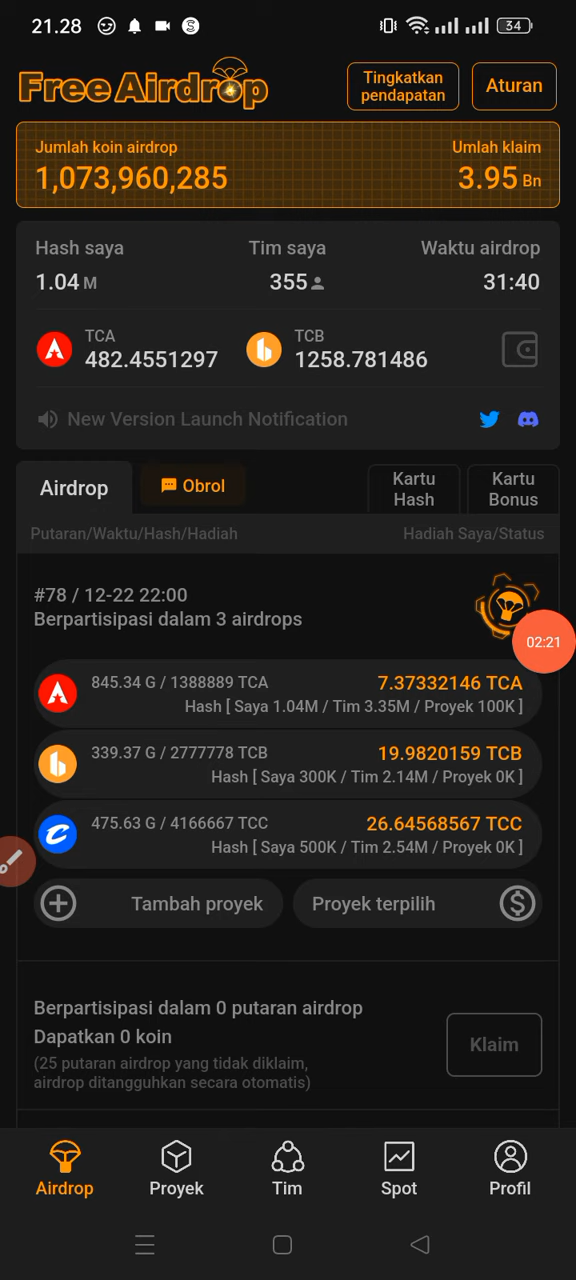 21.28
34
Free Airdrop
Tingkatkan pendapatan
Aturan
Jumlah koin airdrop
Umlah klaim
1,073,960,285
3.95 Bn
Hash saya
Tim saya
Waktu airdrop
1.04 M
355
31:40
TCA
482.4551297
TCB
1258.781486
New Version Launch Notification
Airdrop
Obrol
Kartu Hash
Kartu Bonus
Putaran/Waktu/Hash/Hadiah
Hadiah Saya/Status
#78 / 12-22 22:00
Berpartisipasi dalam 3 airdrops
02:21
845.34 G / 1388889 TCA
7.37332146 TCA
Hash [ Saya 1.04M / Tim 3.35M / Proyek 100K ]
339.37 G / 2777778 TCB
19.9820159 TCB
Hash [ Saya 300K / Tim 2.14M / Proyek 0K ]
475.63 G / 4166667 TCC
26.64568567 TCC
Hash [ Saya 500K / Tim 2.54M / Proyek 0K ]
Tambah proyek
Proyek terpilih
Berpartisipasi dalam 0 putaran airdrop
Dapatkan 0 koin
(25 putaran airdrop yang tidak diklaim,
airdrop ditangguhkan secara otomatis)
Klaim
Airdrop
Proyek
Tim
Spot
Profil